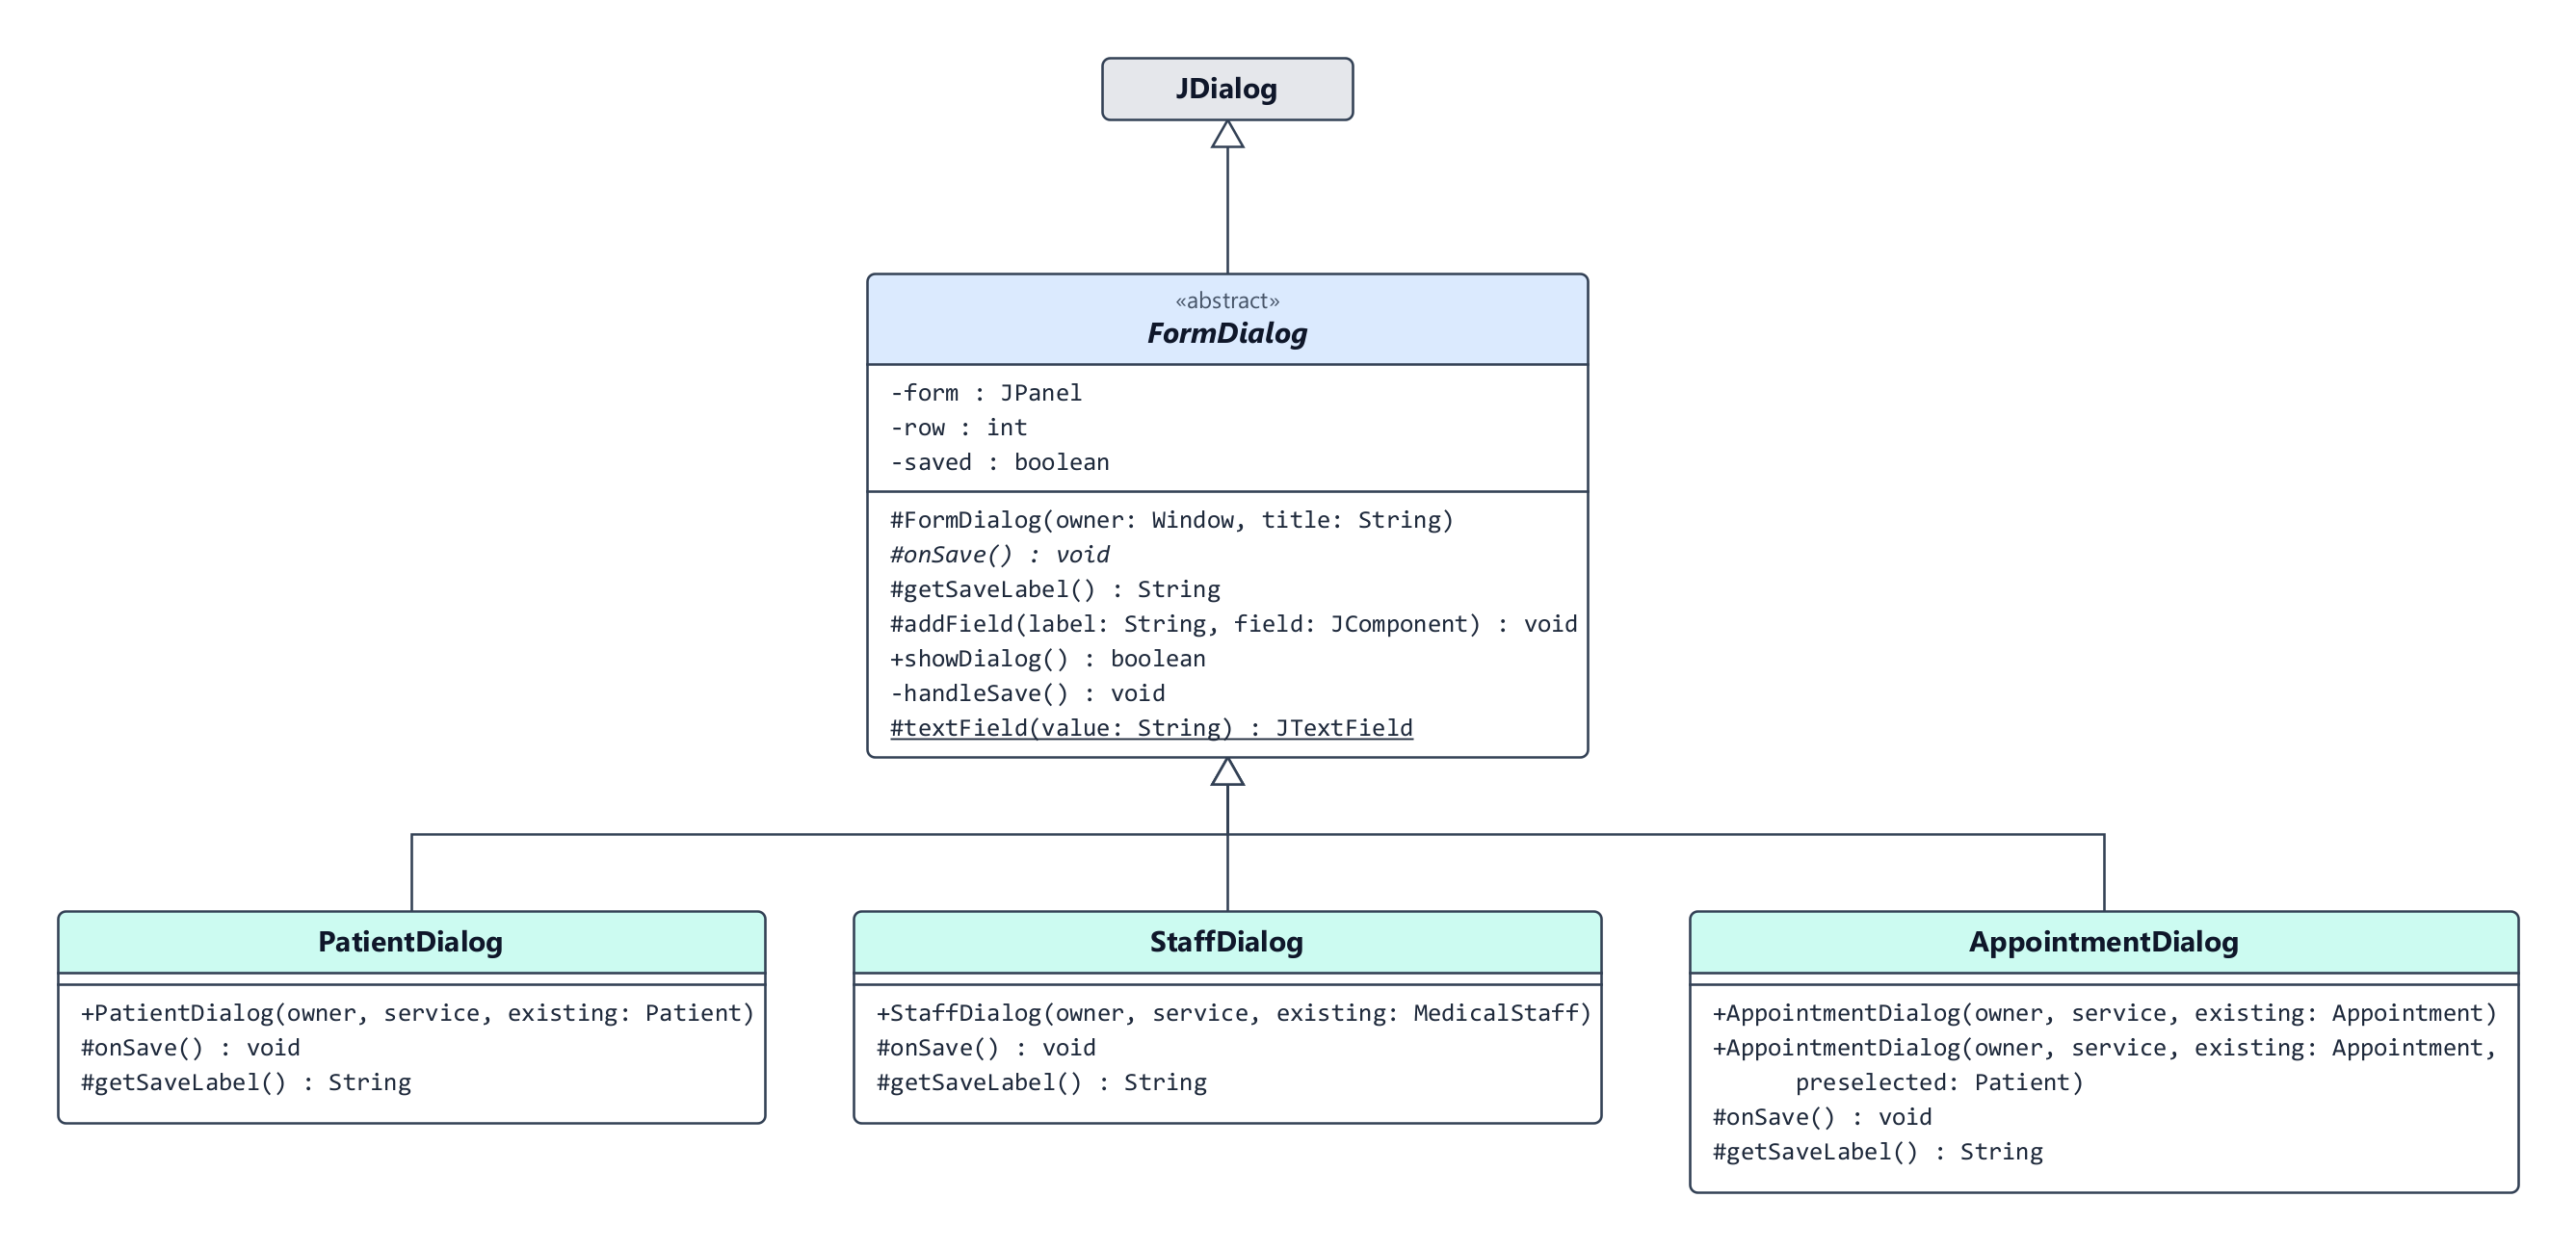 JDialog
«abstract»
FormDialog
-form : JPanel
-row : int
-saved : boolean
#FormDialog(owner: Window, title: String)
#onSave() : void
#getSaveLabel() : String
#addField(label: String, field: JComponent) : void
+showDialog() : boolean
-handleSave() : void
#textField(value: String) : JTextField
PatientDialog
+PatientDialog(owner, service, existing: Patient)
#onSave() : void
#getSaveLabel() : String
StaffDialog
+StaffDialog(owner, service, existing: MedicalStaff)
#onSave() : void
#getSaveLabel() : String
AppointmentDialog
+AppointmentDialog(owner, service, existing: Appointment)
+AppointmentDialog(owner, service, existing: Appointment,
preselected: Patient)
#onSave() : void
#getSaveLabel() : String